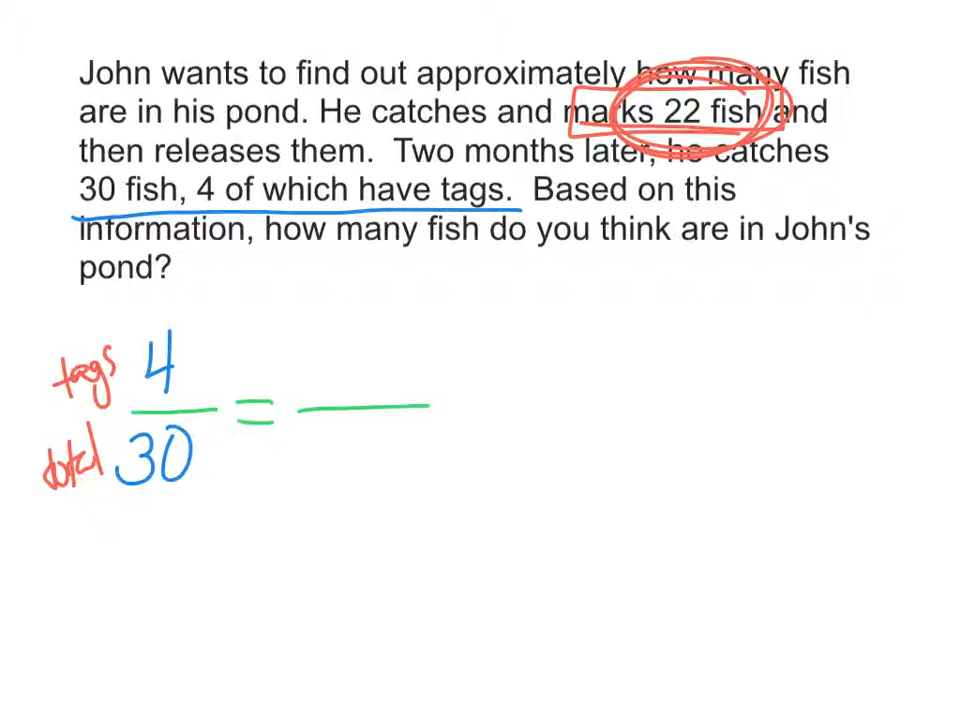 John wants to find out approximately how many fish
are in his pond. He catches and marks 22 fish and
then releases them. Two months later, he catches
30 fish, 4 of which have tags. Based on this
information, how many fish do you think are in John's
pond?
tags 4
=
total 30